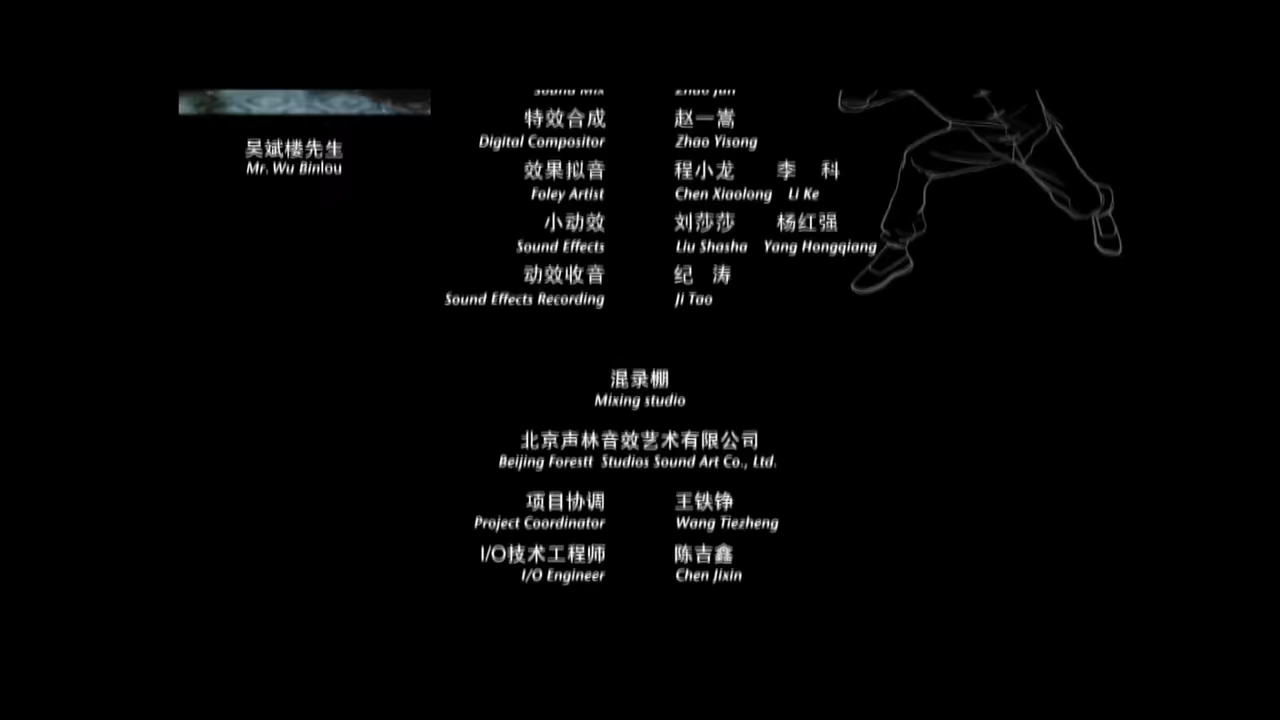 Sound Mix Zhao Jun
特效合成 赵一嵩
Digital Compositor Zhao Yisong
吴斌楼先生
Mr. Wu Binlou
效果拟音 程小龙 李 科
Foley Artist Chen Xiaolong Li Ke
小动效 刘莎莎 杨红强
Sound Effects Liu Shasha Yang Hongqiang
动效收音 纪 涛
Sound Effects Recording Ji Tao
混录棚
Mixing studio
北京声林音效艺术有限公司
Beijing Forestt Studios Sound Art Co., Ltd.
项目协调 王铁铮
Project Coordinator Wang Tiezheng
I/O技术工程师 陈吉鑫
I/O Engineer Chen Jixin